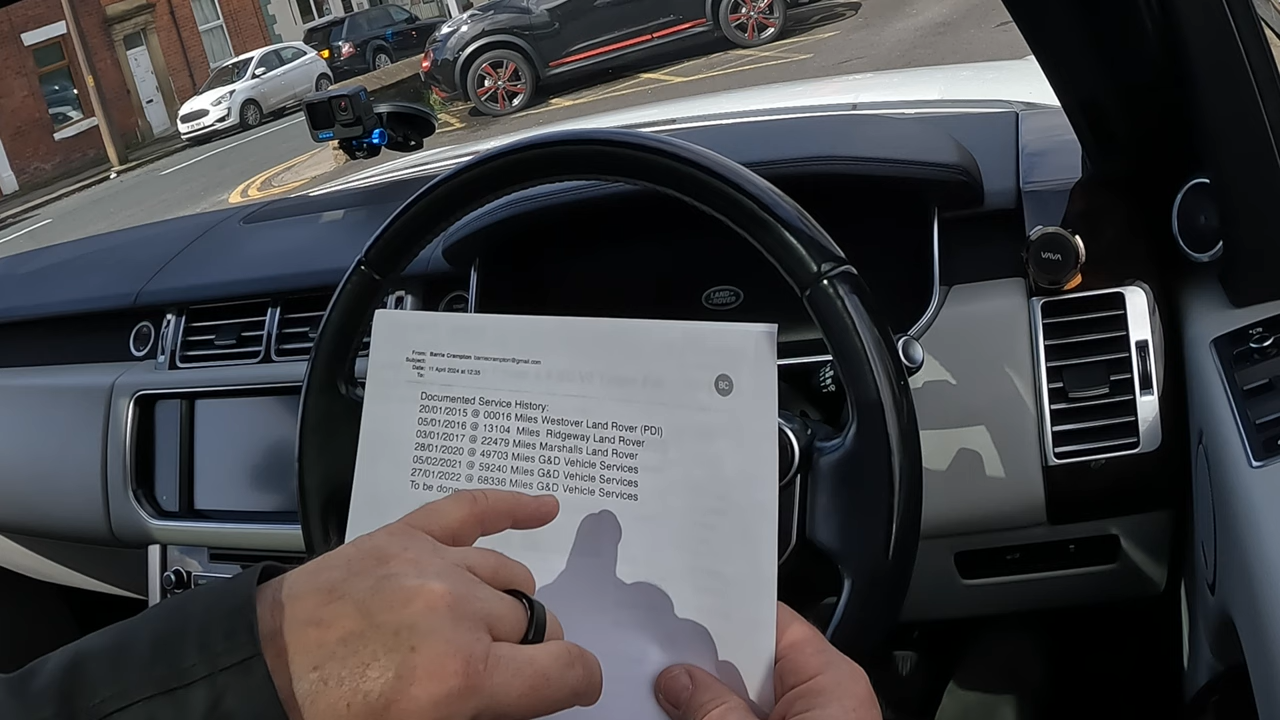 LAND-
ROVER
VAVA
From: Barrie Crampton barriecrampton@gmail.com
Subject:
Date: 11 April 2024 at 12:33
To:
BC
Documented Service History:
20/01/2015 @ 00016 Miles Westover Land Rover (PDI)
05/01/2016 @ 13104 Miles Ridgeway Land Rover
03/01/2017 @ 22479 Miles Marshalls Land Rover
28/01/2020 @ 49703 Miles G&D Vehicle Services
05/02/2021 @ 59240 Miles G&D Vehicle Services
27/01/2022 @ 68336 Miles G&D Vehicle Services
To be done